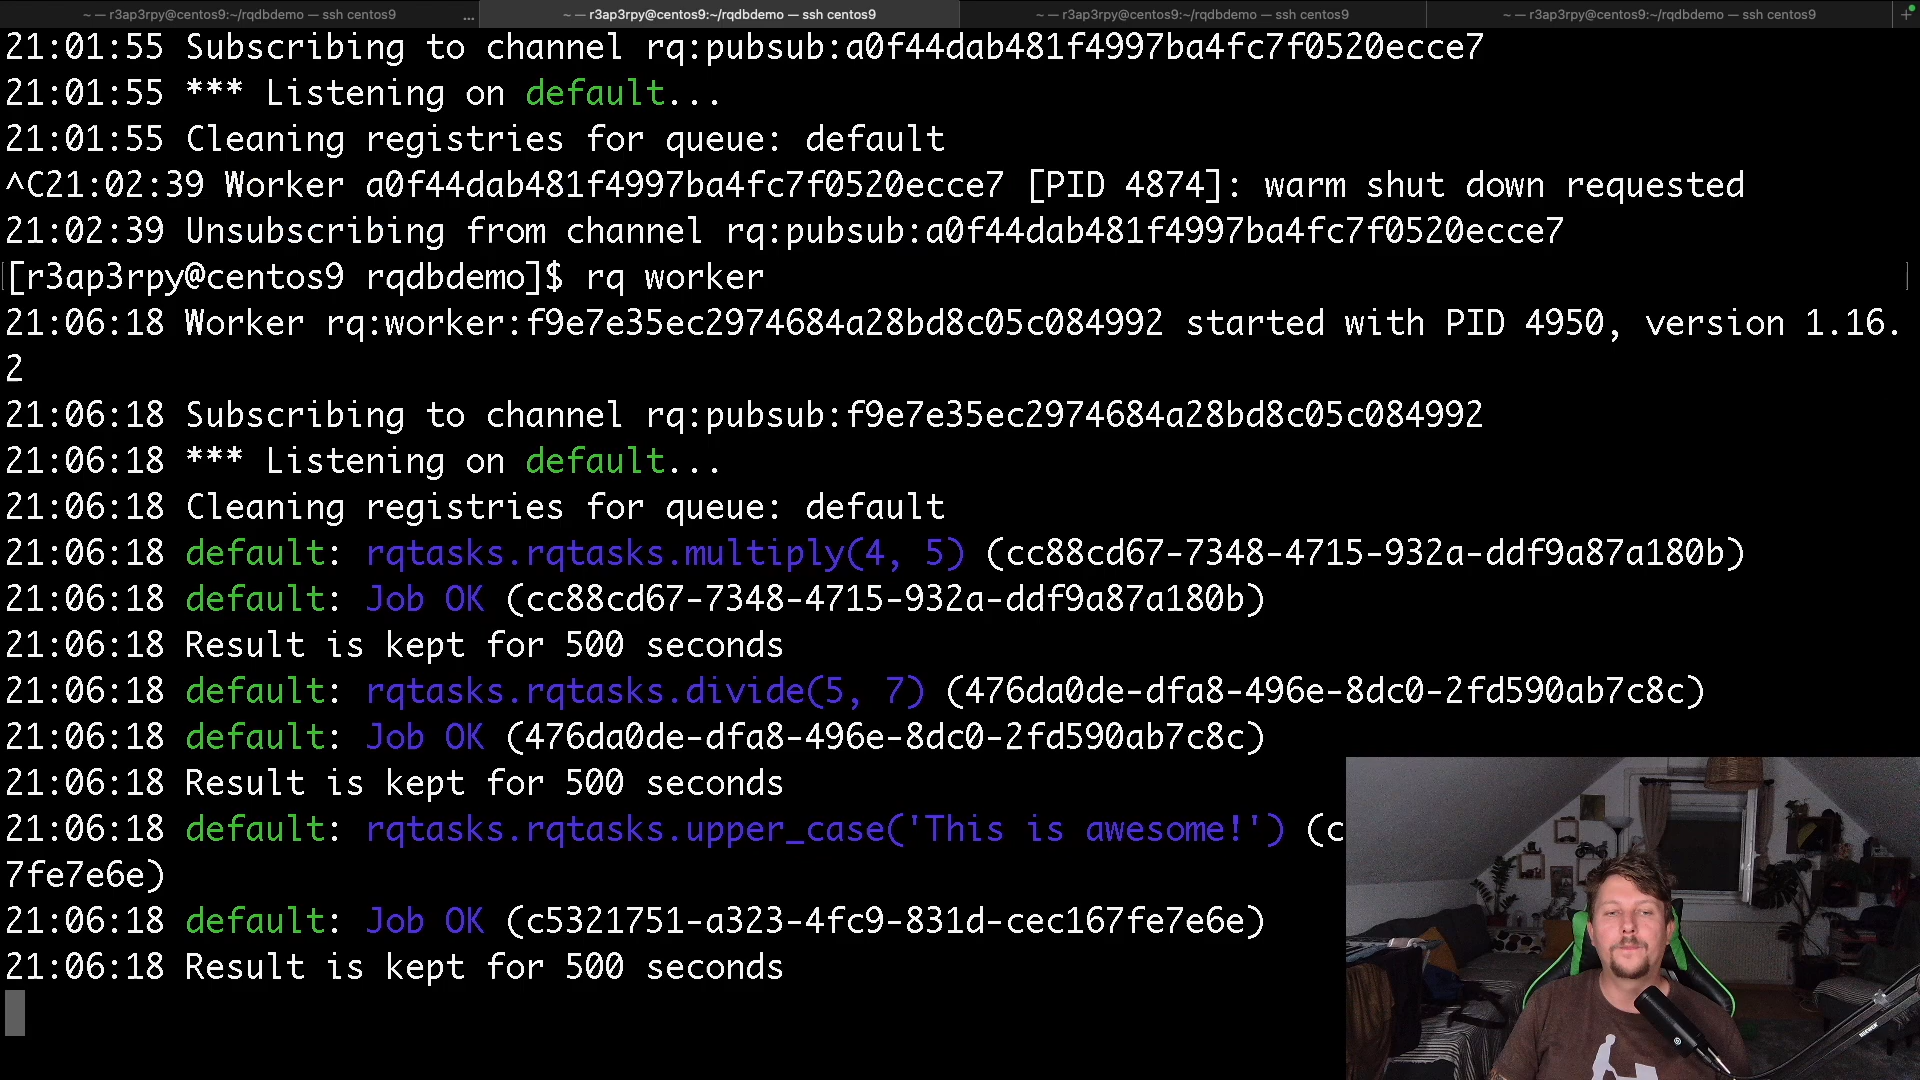 ~ — r3ap3rpy@centos9:~/rqdbdemo — ssh centos9 ... ~ — r3ap3rpy@centos9:~/rqdbdemo — ssh centos9 ~ — r3ap3rpy@centos9:~/rqdbdemo — ssh centos9 ~ — r3ap3rpy@centos9:~/rqdbdemo — ssh centos9 +
21:01:55 Subscribing to channel rq:pubsub:a0f44dab481f4997ba4fc7f0520ecce7
21:01:55 *** Listening on default...
21:01:55 Cleaning registries for queue: default
^C21:02:39 Worker a0f44dab481f4997ba4fc7f0520ecce7 [PID 4874]: warm shut down requested
21:02:39 Unsubscribing from channel rq:pubsub:a0f44dab481f4997ba4fc7f0520ecce7
[r3ap3rpy@centos9 rqdbdemo]$ rq worker
21:06:18 Worker rq:worker:f9e7e35ec2974684a28bd8c05c084992 started with PID 4950, version 1.16.
2
21:06:18 Subscribing to channel rq:pubsub:f9e7e35ec2974684a28bd8c05c084992
21:06:18 *** Listening on default...
21:06:18 Cleaning registries for queue: default
21:06:18 default: rqtasks.rqtasks.multiply(4, 5) (cc88cd67-7348-4715-932a-ddf9a87a180b)
21:06:18 default: Job OK (cc88cd67-7348-4715-932a-ddf9a87a180b)
21:06:18 Result is kept for 500 seconds
21:06:18 default: rqtasks.rqtasks.divide(5, 7) (476da0de-dfa8-496e-8dc0-2fd590ab7c8c)
21:06:18 default: Job OK (476da0de-dfa8-496e-8dc0-2fd590ab7c8c)
21:06:18 Result is kept for 500 seconds
21:06:18 default: rqtasks.rqtasks.upper_case('This is awesome!') (c
7fe7e6e)
21:06:18 default: Job OK (c5321751-a323-4fc9-831d-cec167fe7e6e)
21:06:18 Result is kept for 500 seconds